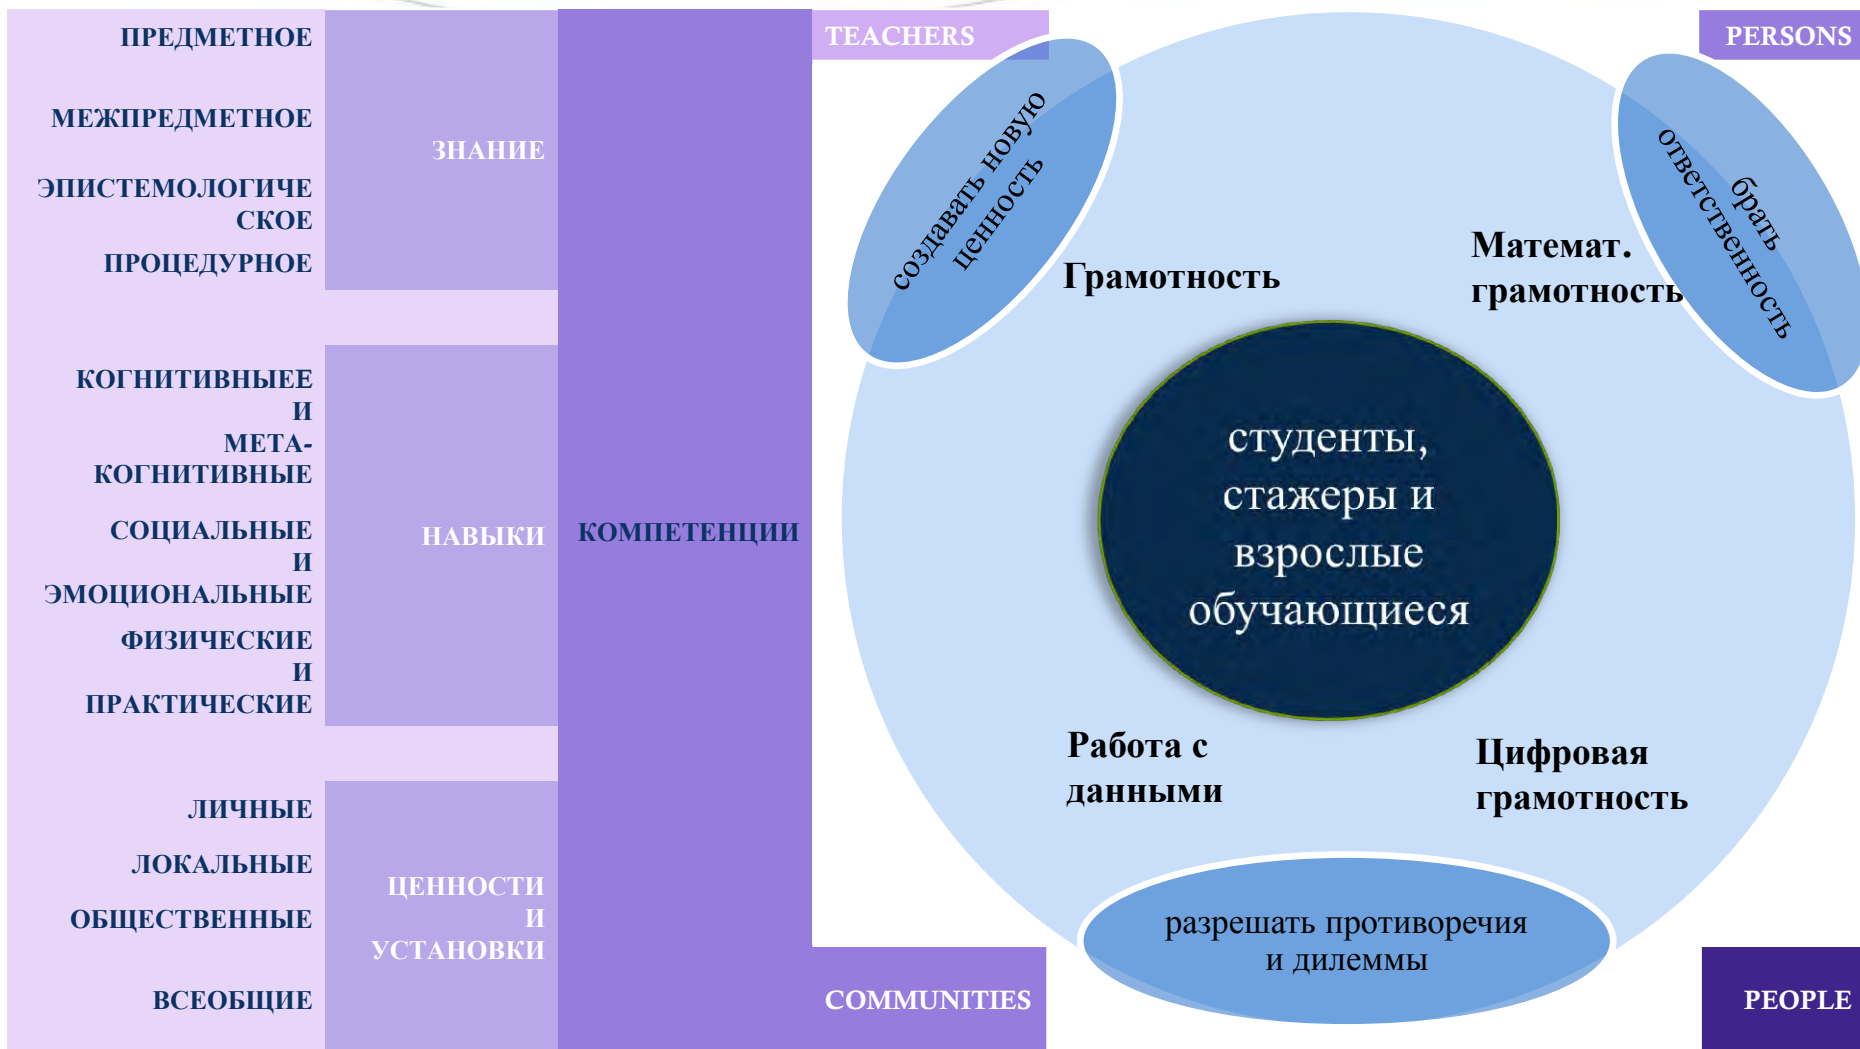 ПРЕДМЕТНОЕ
МЕЖПРЕДМЕТНОЕ
ЭПИСТЕМОЛОГИЧЕ
СКОЕ
ПРОЦЕДУРНОЕ
ЗНАНИЕ
КОГНИТИВНЫЕЕ
И
МЕТА-
КОГНИТИВНЫЕ
СОЦИАЛЬНЫЕ
И
ЭМОЦИОНАЛЬНЫЕ
ФИЗИЧЕСКИЕ
И
ПРАКТИЧЕСКИЕ
НАВЫКИ
ЛИЧНЫЕ
ЛОКАЛЬНЫЕ
ОБЩЕСТВЕННЫЕ
ВСЕОБЩИЕ
ЦЕННОСТИ
И
УСТАНОВКИ
КОМПЕТЕНЦИИ
TEACHERS
PERSONS
создавать новую
ценность
брать
ответственность
Грамотность
Математ.
грамотность
студенты,
стажеры и
взрослые
обучающиеся
Работа с
данными
Цифровая
грамотность
разрешать противоречия
и дилеммы
COMMUNITIES
PEOPLE